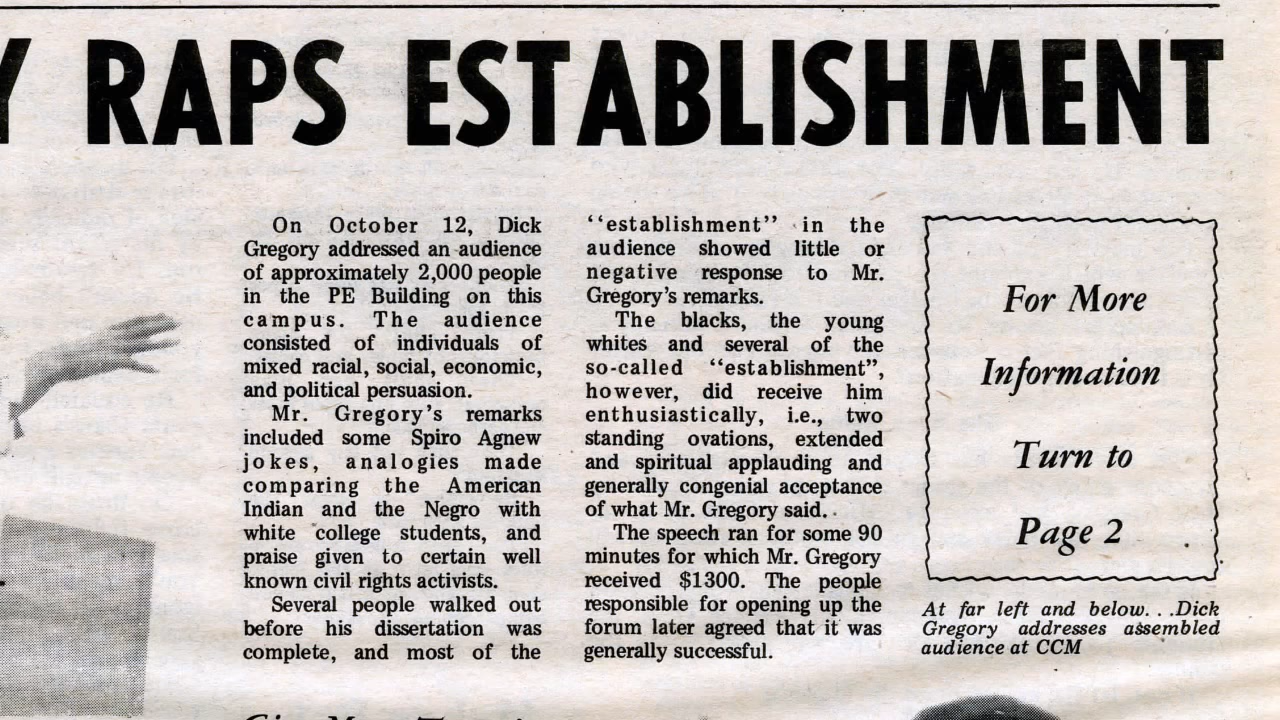 Y RAPS ESTABLISHMENT
On October 12, Dick
Gregory addressed an audience
of approximately 2,000 people
in the PE Building on this
campus. The audience
consisted of individuals of
mixed racial, social, economic,
and political persuasion.
Mr. Gregory's remarks
included some Spiro Agnew
jokes, analogies made
comparing the American
Indian and the Negro with
white college students, and
praise given to certain well
known civil rights activists.
Several people walked out
before his dissertation was
complete, and most of the
"establishment" in the
audience showed little or
negative response to Mr.
Gregory's remarks.
The blacks, the young
whites and several of the
so-called "establishment",
however, did receive him
enthusiastically, i.e., two
standing ovations, extended
and spiritual applauding and
generally congenial acceptance
of what Mr. Gregory said.
The speech ran for some 90
minutes for which Mr. Gregory
received $1300. The people
responsible for opening up the
forum later agreed that it was
generally successful.
For More
Information
Turn to
Page 2
At far left and below. . .Dick
Gregory addresses assembled
audience at CCM